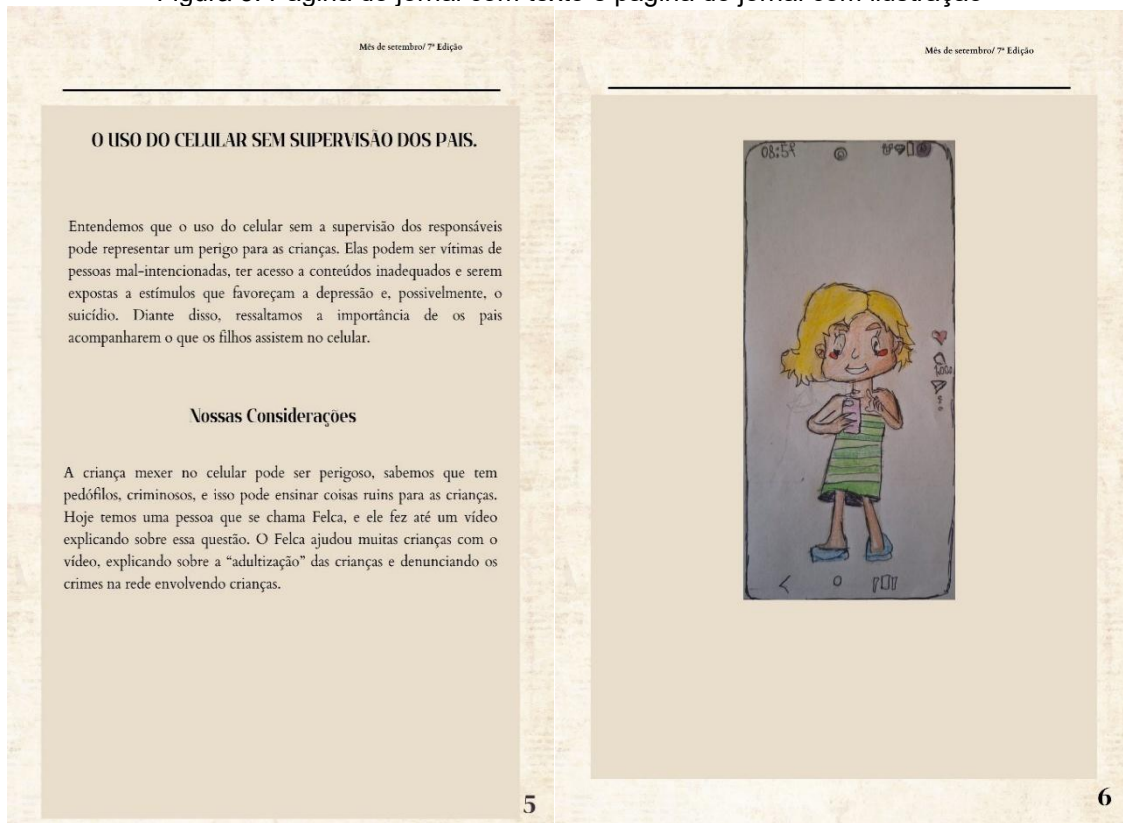 Mês de setembro/ 7ª Edição
O USO DO CELULAR SEM SUPERVISÃO DOS PAIS.
Entendemos que o uso do celular sem a supervisão dos responsáveis
pode representar um perigo para as crianças. Elas podem ser vítimas de
pessoas mal-intencionadas, ter acesso a conteúdos inadequados e serem
expostas a estímulos que favoreçam a depressão e, possivelmente, o
suicídio. Diante disso, ressaltamos a importância de os pais
acompanharem o que os filhos assistem no celular.
Nossas Considerações
A criança mexer no celular pode ser perigoso, sabemos que tem
pedófilos, criminosos, e isso pode ensinar coisas ruins para as crianças.
Hoje temos uma pessoa que se chama Felca, e ele fez até um vídeo
explicando sobre essa questão. O Felca ajudou muitas crianças com o
vídeo, explicando sobre a “adultização” das crianças e denunciando os
crimes na rede envolvendo crianças.
5
Mês de setembro/ 7ª Edição
6